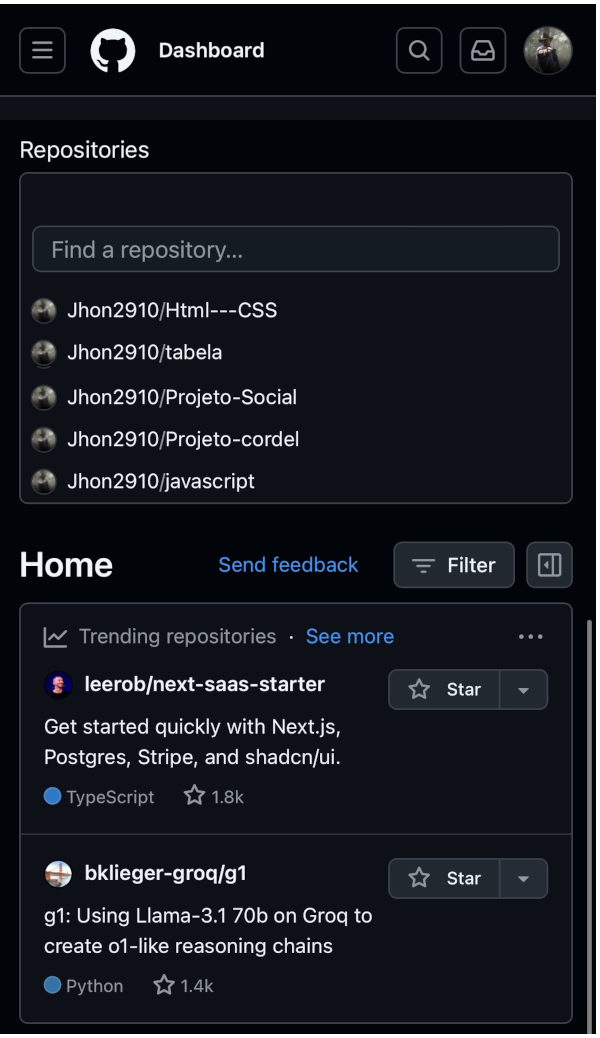 Dashboard
Repositories
Find a repository...
Jhon2910/Html---CSS
Jhon2910/tabela
Jhon2910/Projeto-Social
Jhon2910/Projeto-cordel
Jhon2910/javascript
Home Send feedback Filter
Trending repositories · See more
leerob/next-saas-starter Star
Get started quickly with Next.js,
Postgres, Stripe, and shadcn/ui.
TypeScript 1.8k
bklieger-groq/g1 Star
g1: Using Llama-3.1 70b on Groq to
create o1-like reasoning chains
Python 1.4k